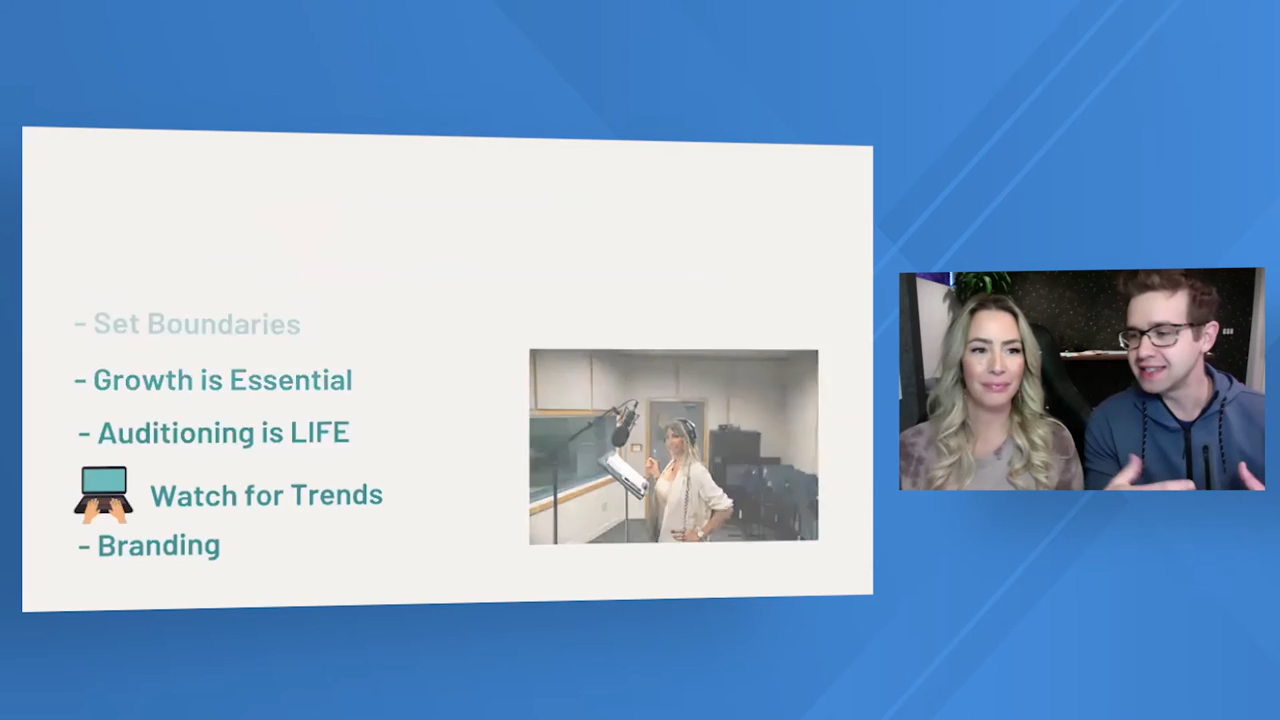 - Set Boundaries
- Growth is Essential
- Auditioning is LIFE
Watch for Trends
- Branding